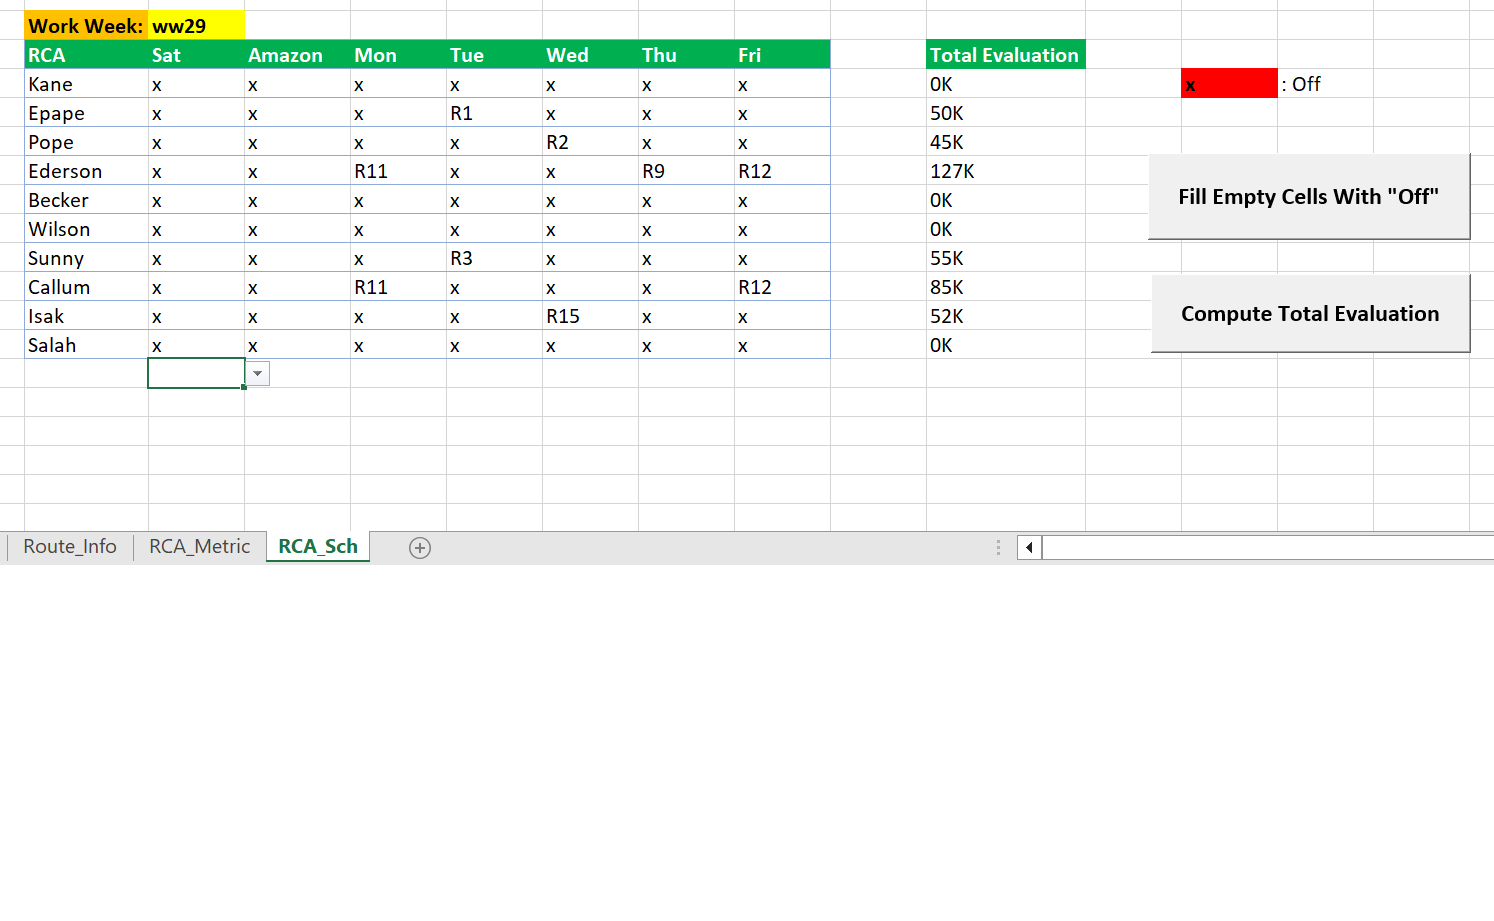 Work Week: ww29
RCA Sat Amazon Mon Tue Wed Thu Fri Total Evaluation
Kane x x x x x x x 0K x : Off
Epape x x x R1 x x x 50K
Pope x x x x R2 x x 45K
Ederson x x R11 x x R9 R12 127K
Becker x x x x x x x 0K
Fill Empty Cells With "Off"
Wilson x x x x x x x 0K
Sunny x x x R3 x x x 55K
Callum x x R11 x x x R12 85K
Isak x x x x R15 x x 52K
Compute Total Evaluation
Salah x x x x x x x 0K
Route_Info RCA_Metric RCA_Sch